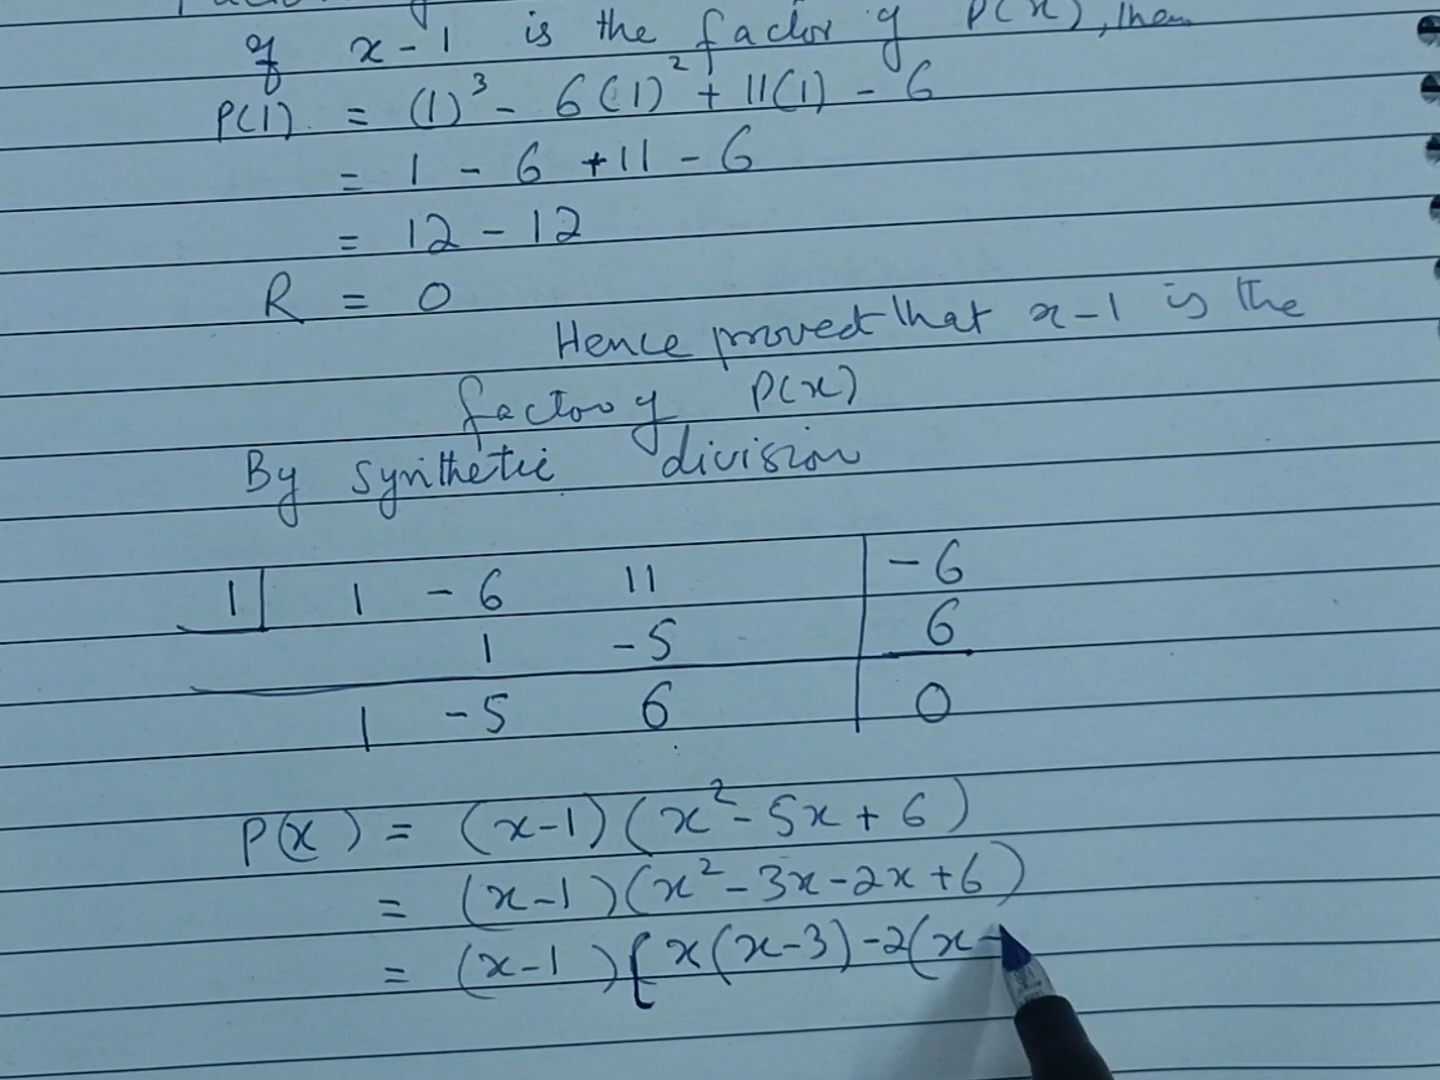 of x-1 is the factor of P(x), then
P(1) = (1)³ - 6(1)² + 11(1) - 6
= 1 - 6 + 11 - 6
= 12 - 12
R = 0
Hence proved that x-1 is the
factor of P(x)
By synthetic division
1 | 1 -6 11 | -6
1 -5 | 6
1 -5 6 | 0
P(x) = (x-1)(x²-5x+6)
= (x-1)(x²-3x-2x+6)
= (x-1)[x(x-3)-2(x-